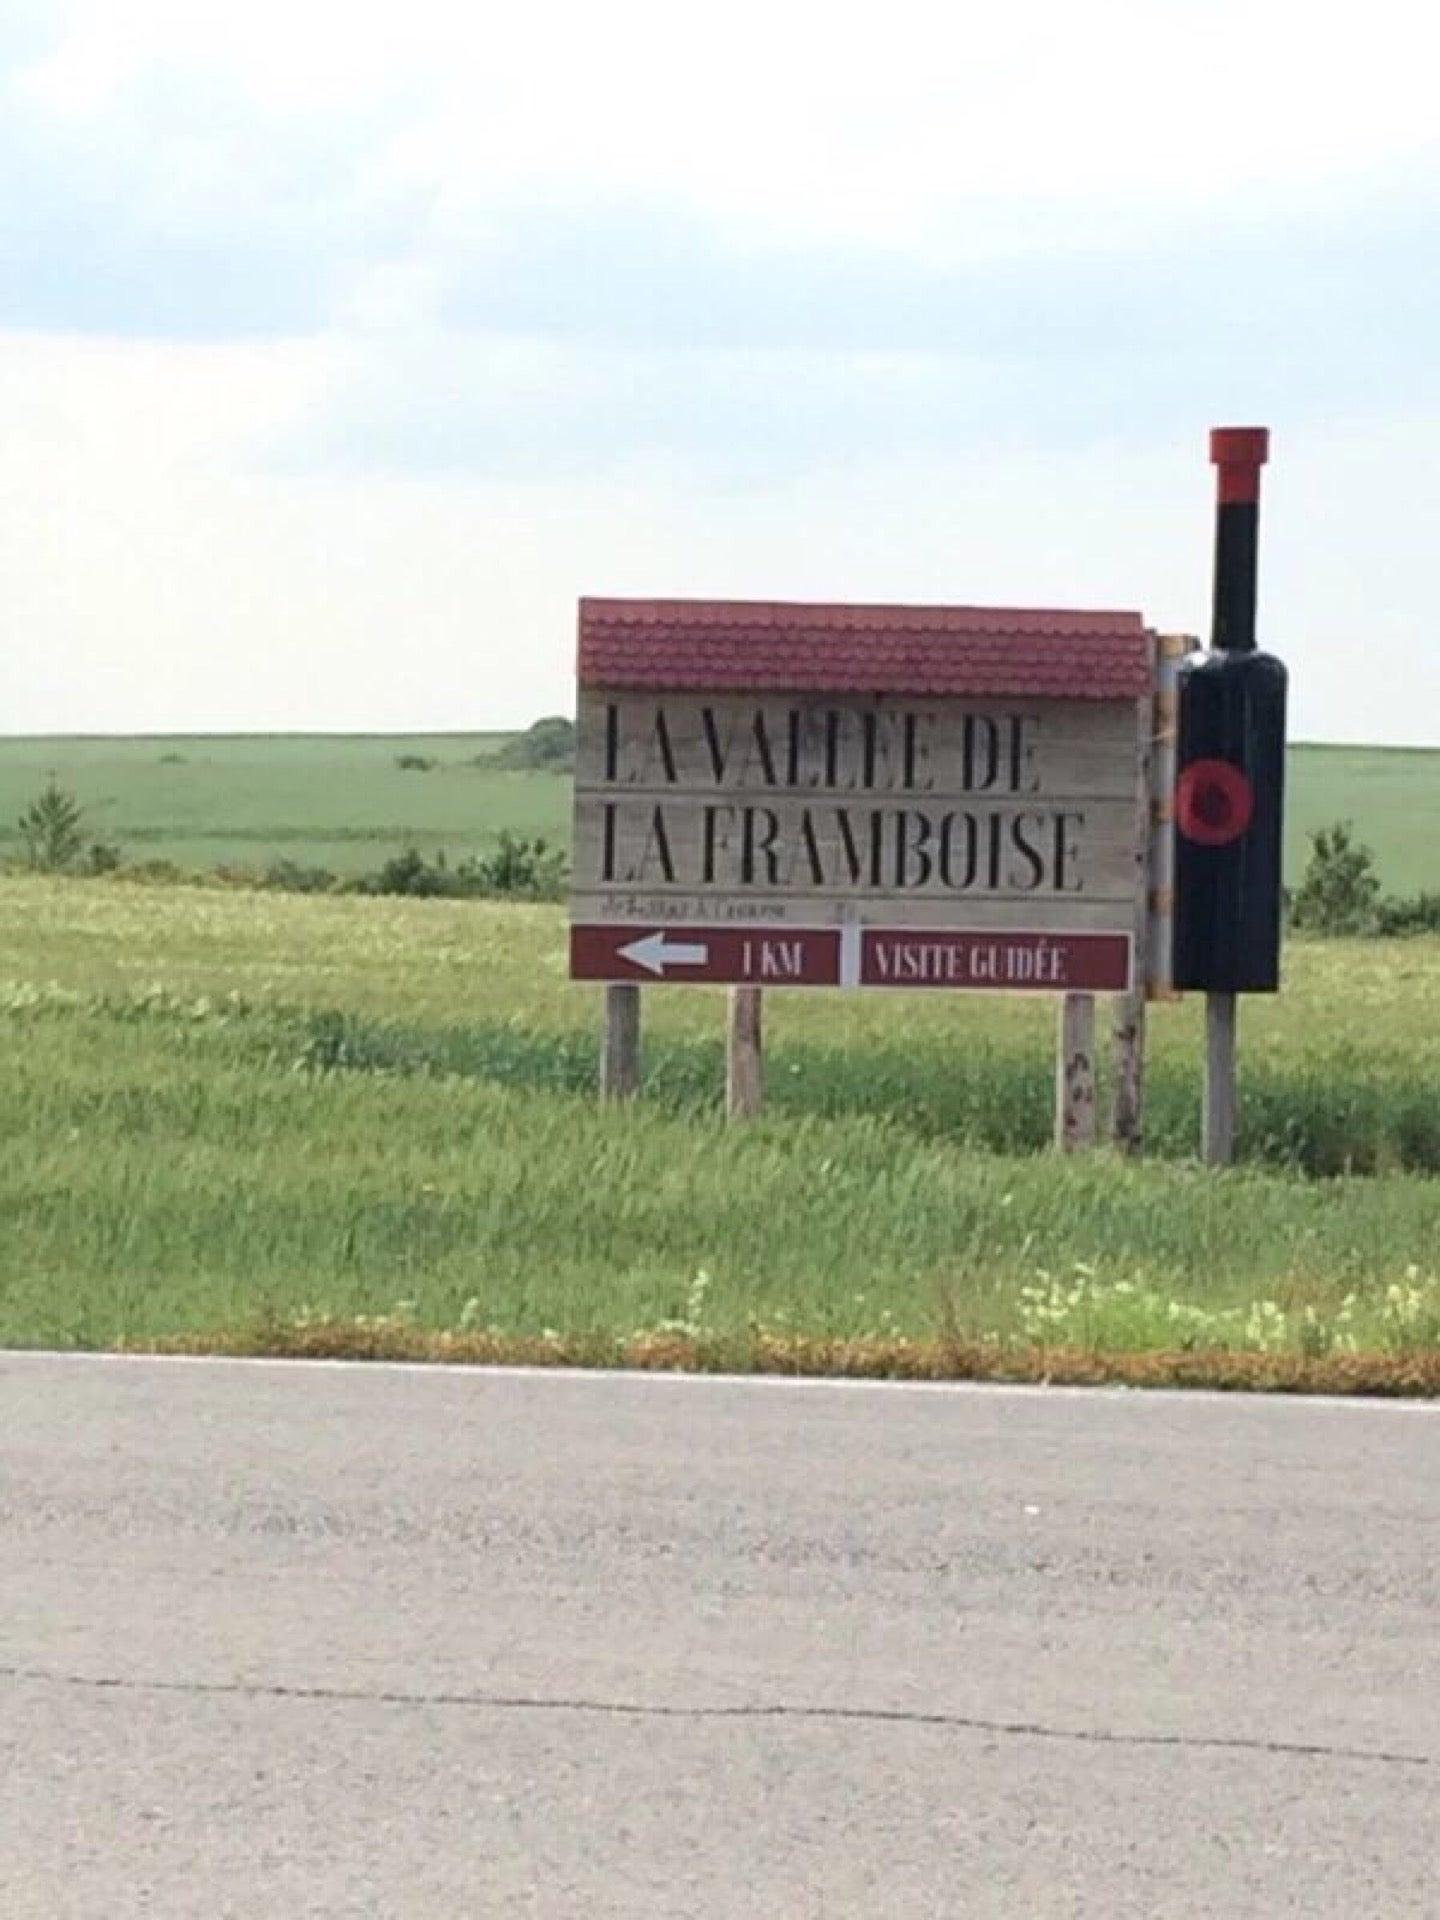 LA VALLÉE DE
LA FRAMBOISE
1 KM
VISITE GUIDÉE